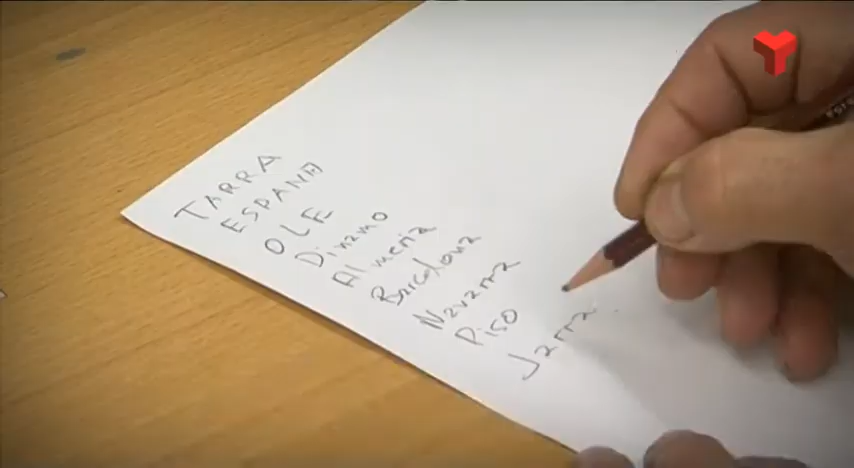 TARRA
ESPANA
OLE
Dinamo
Almeria
Barcelona
Navarra
Piso
Jarra